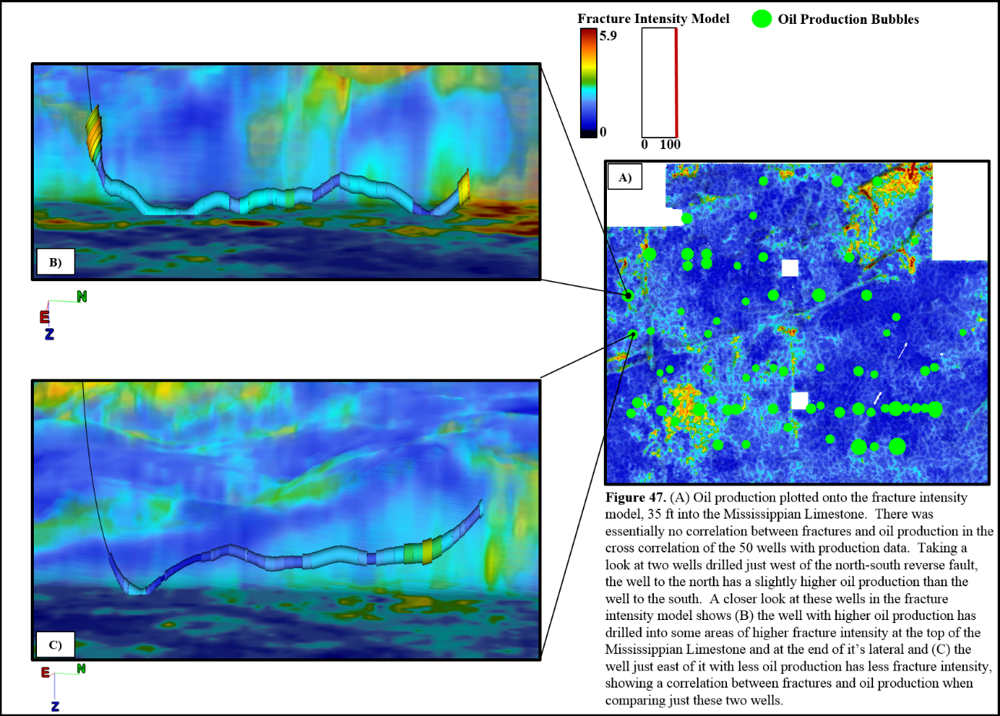 Fracture Intensity Model
Oil Production Bubbles
5.9
0
0 100
A)
B)
N
E
Z
C)
E
N
Z
Figure 47. (A) Oil production plotted onto the fracture intensity
model, 35 ft into the Mississippian Limestone. There was
essentially no correlation between fractures and oil production in the
cross correlation of the 50 wells with production data. Taking a
look at two wells drilled just west of the north-south reverse fault,
the well to the north has a slightly higher oil production than the
well to the south. A closer look at these wells in the fracture
intensity model shows (B) the well with higher oil production has
drilled into some areas of higher fracture intensity at the top of the
Mississippian Limestone and at the end of it's lateral and (C) the
well just east of it with less oil production has less fracture intensity,
showing a correlation between fractures and oil production when
comparing just these two wells.